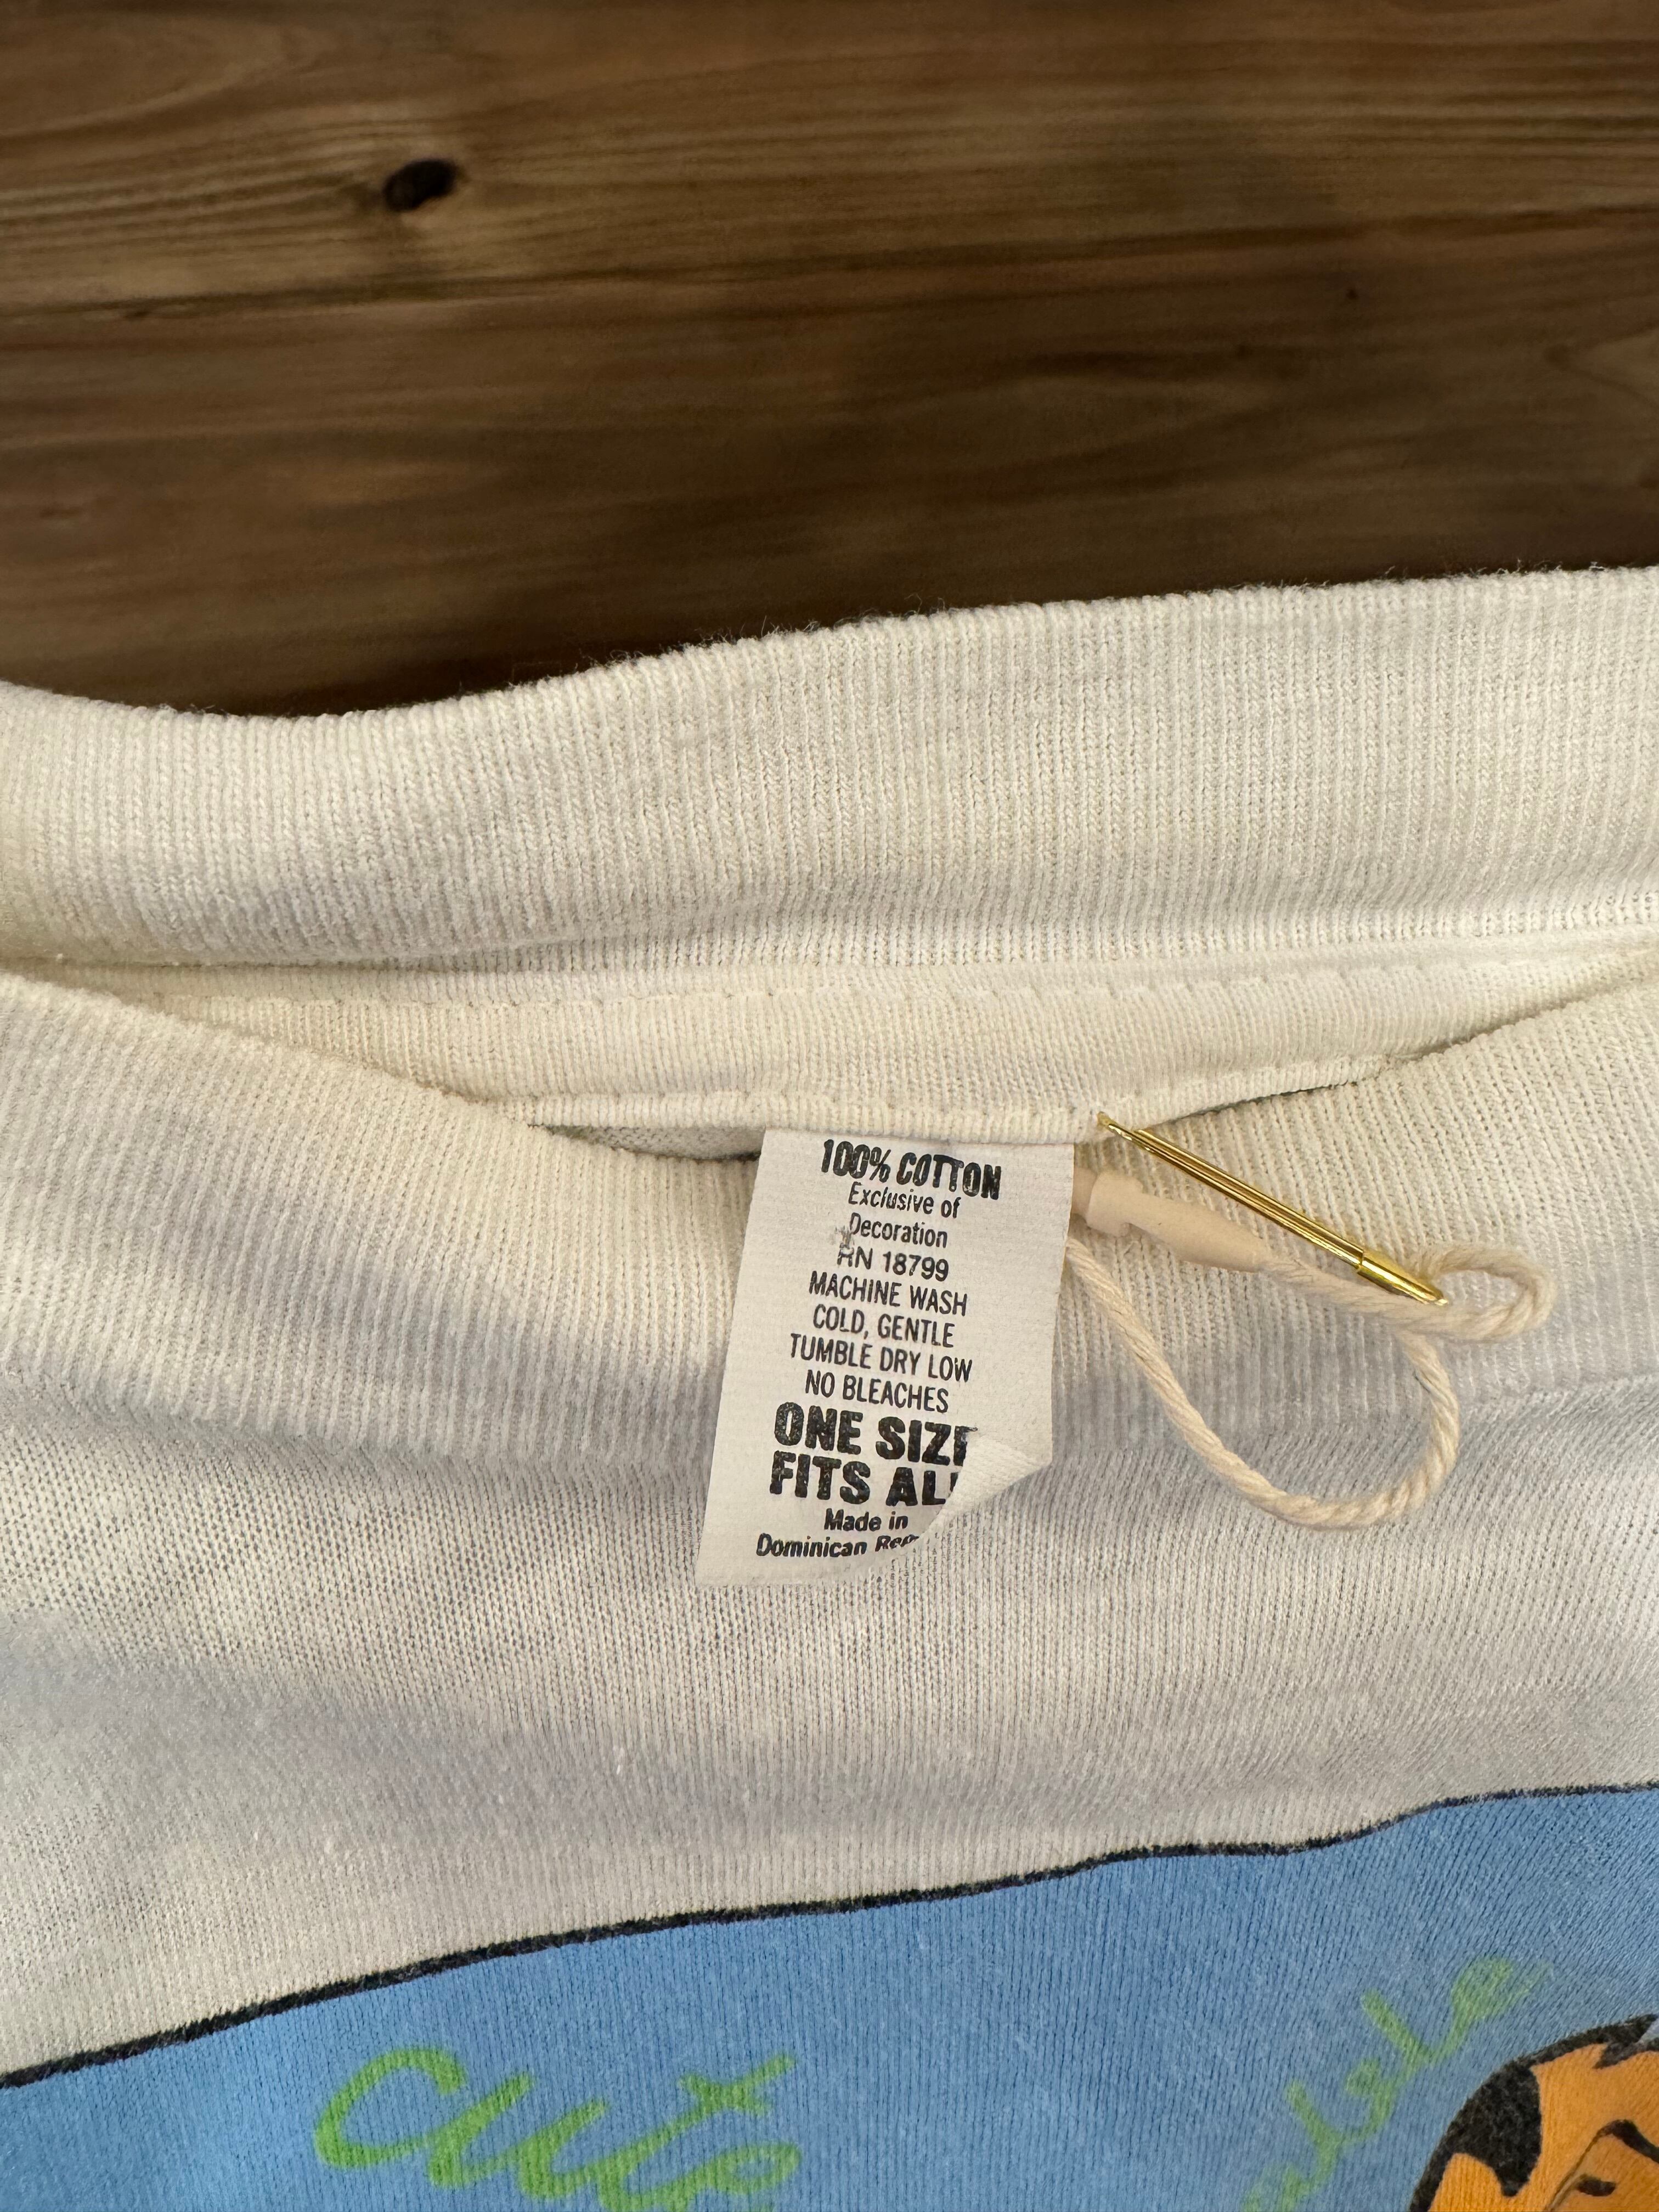 100% COTTON
Exclusive of
Decoration
RN 18799
MACHINE WASH
COLD, GENTLE
TUMBLE DRY LOW
NO BLEACHES
ONE SIZE
FITS ALL
Made in
Dominican
cute